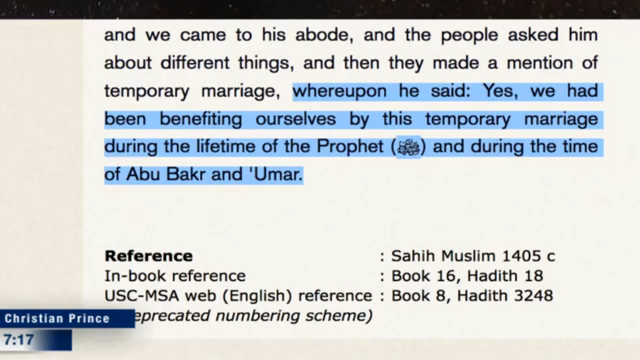 and we came to his abode, and the people asked him
about different things, and then they made a mention of
temporary marriage, whereupon he said: Yes, we had
been benefiting ourselves by this temporary marriage
during the lifetime of the Prophet (ﷺ) and during the time
of Abu Bakr and 'Umar.
Reference : Sahih Muslim 1405 c
In-book reference : Book 16, Hadith 18
USC-MSA web (English) reference : Book 8, Hadith 3248
Christian Prince
eprecated numbering scheme)
7:17